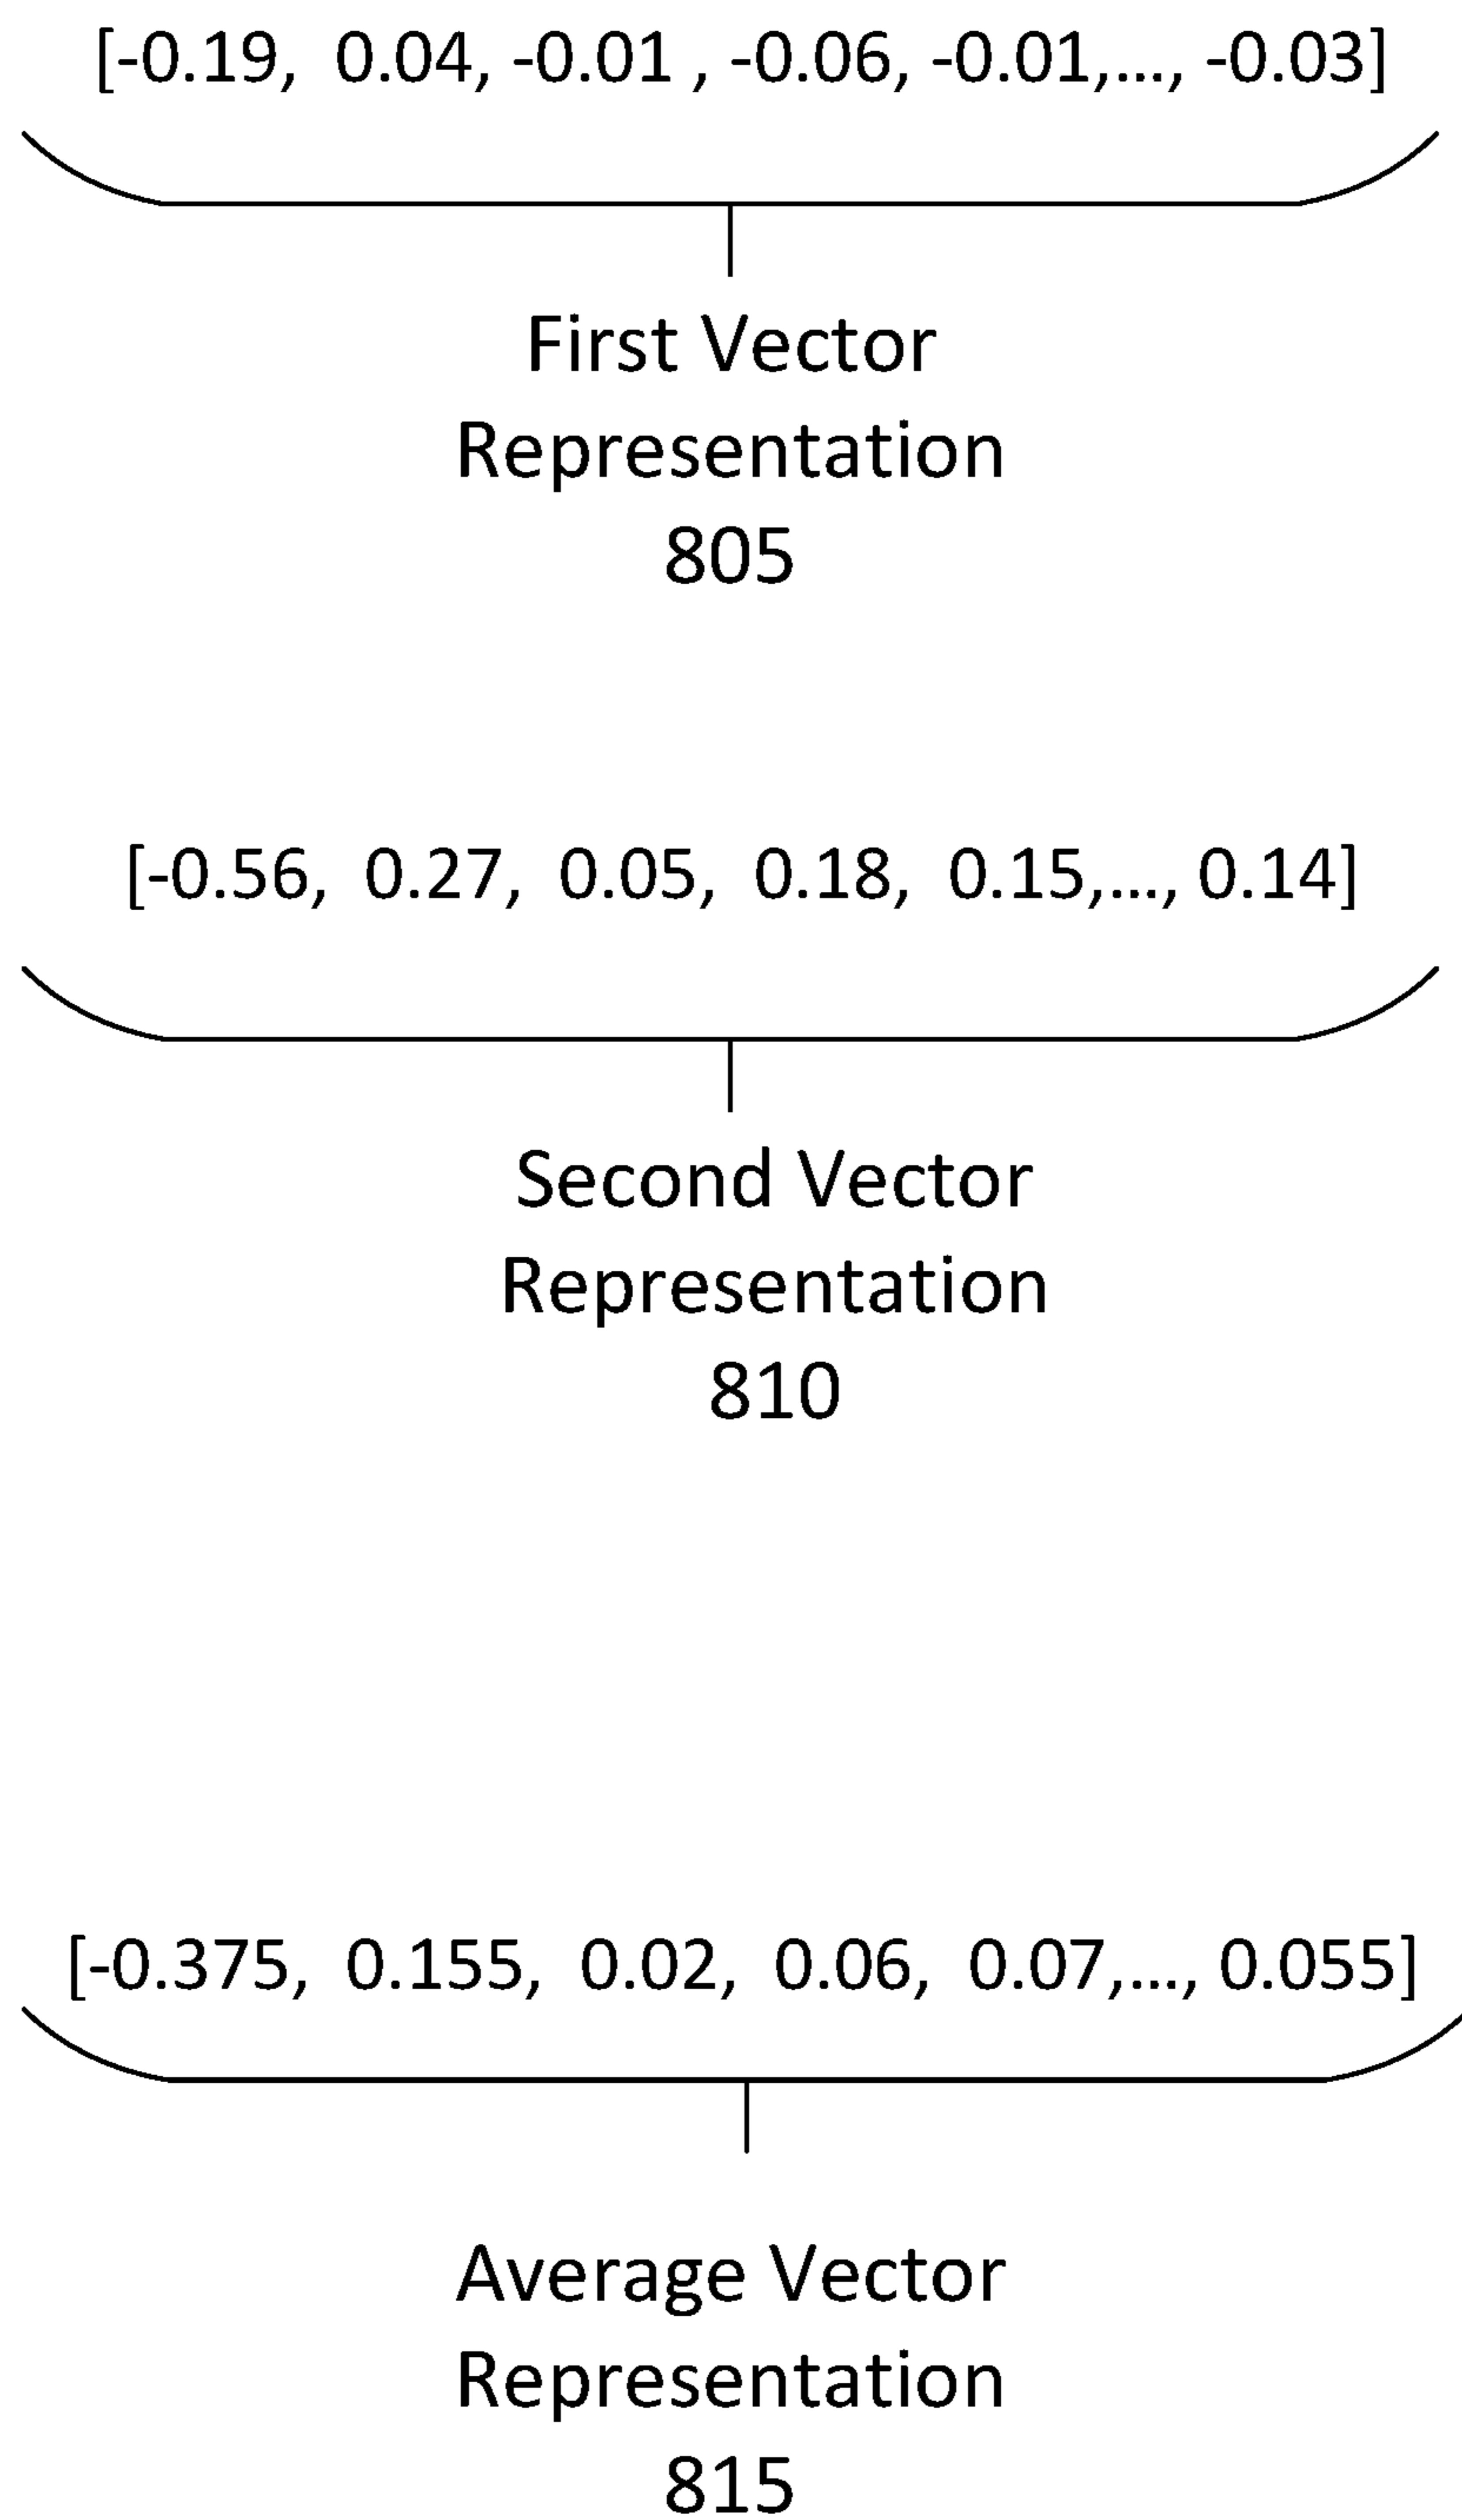 [-0.19, 0.04, -0.01 , -0.06, -0.01,..., -0.03]
First Vector
Representation
805
[-0.56, 0.27, 0.05, 0.18, 0.15,..., 0.14]
Second Vector
Representation
810
[-0.375, 0.155, 0.02, 0.06, 0.07,..., 0.055]
Average Vector
Representation
815